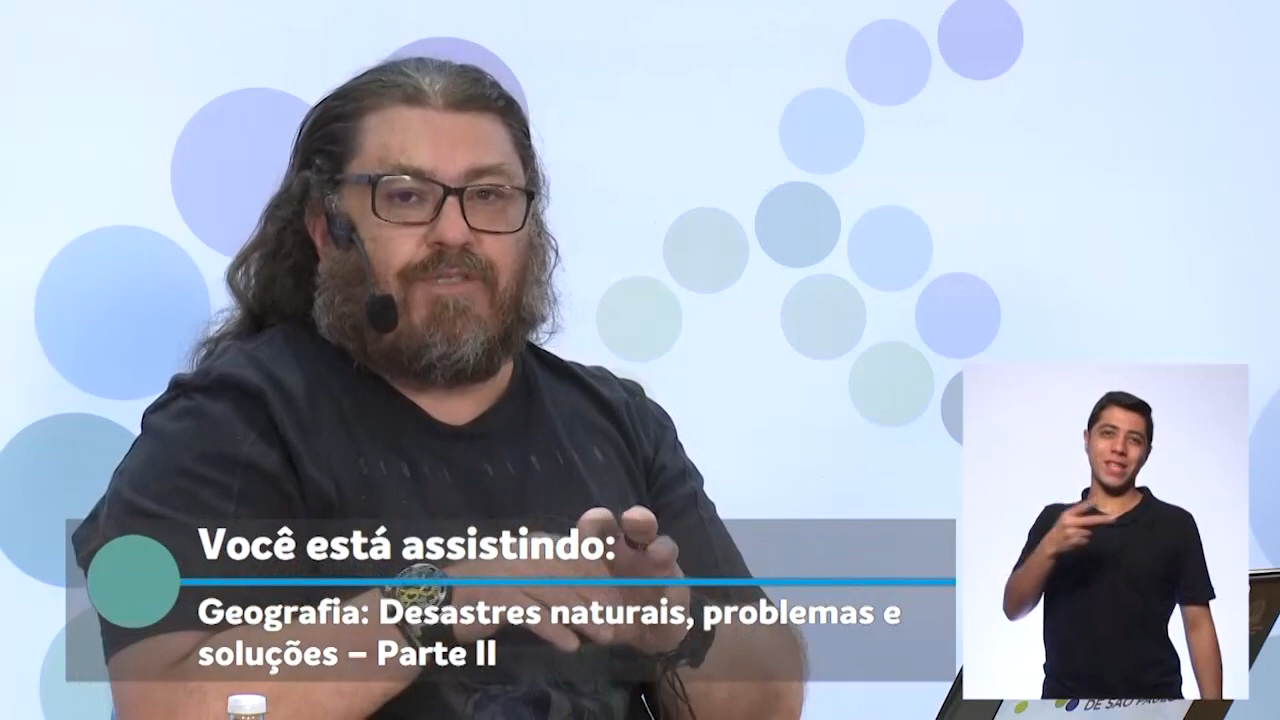 Você está assistindo:
Geografia: Desastres naturais, problemas e
soluções – Parte II
DE SÃO PAULO